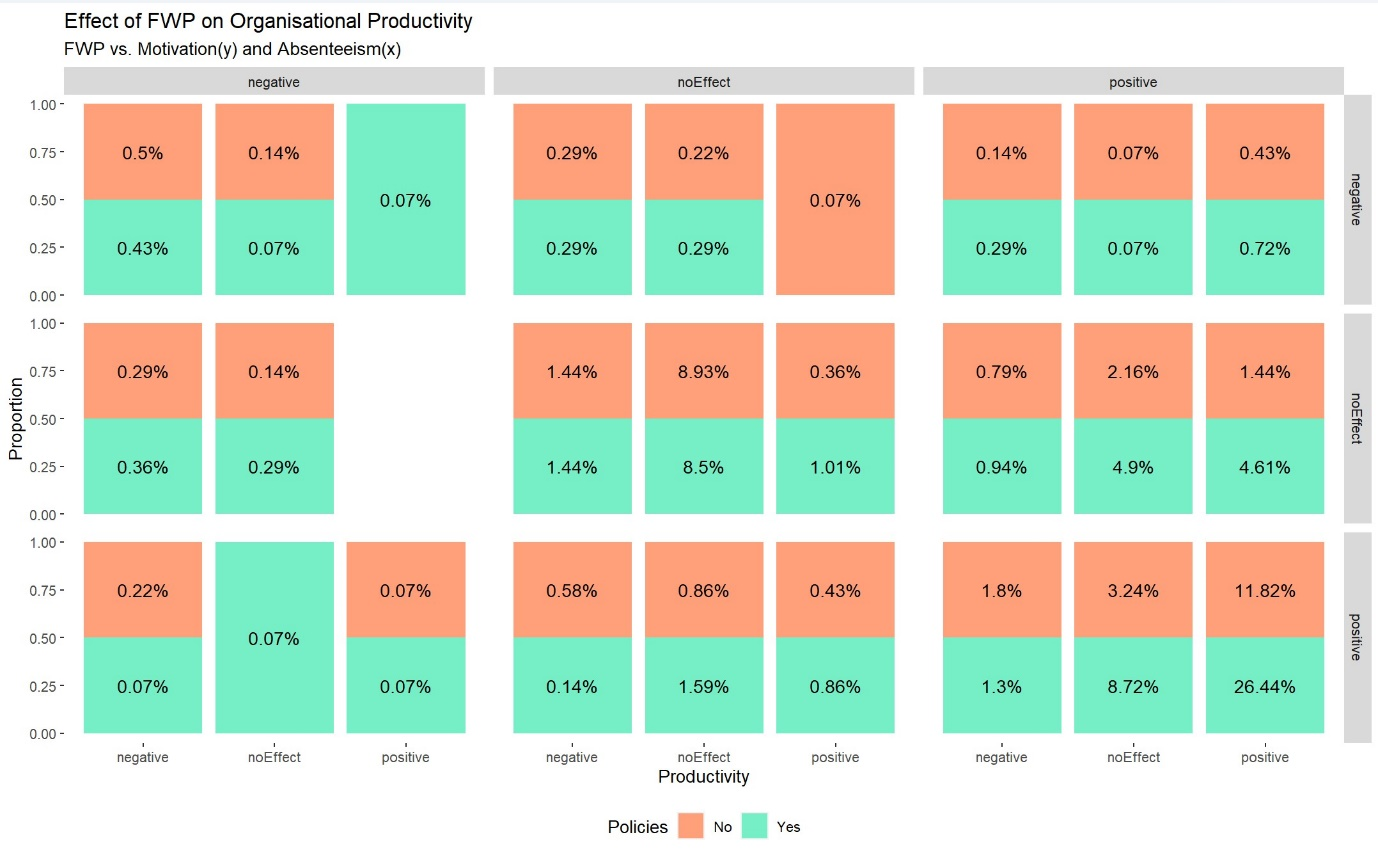 Effect of FWP on Organisational Productivity
FWP vs. Motivation(y) and Absenteeism(x)
negative noEffect positive
1.00
0.5% 0.14% 0.29% 0.22% 0.14% 0.07% 0.43%
0.75
0.07% 0.07%
0.50
0.43% 0.07% 0.29% 0.29% 0.29% 0.07% 0.72%
0.25
0.00
negative
1.00
0.29% 0.14% 1.44% 8.93% 0.36% 0.79% 2.16% 1.44%
0.75
0.50
0.36% 0.29% 1.44% 8.5% 1.01% 0.94% 4.9% 4.61%
0.25
0.00
noEffect
1.00
0.22% 0.07% 0.58% 0.86% 0.43% 1.8% 3.24% 11.82%
0.75
0.07%
0.50
0.07% 0.07% 0.14% 1.59% 0.86% 1.3% 8.72% 26.44%
0.25
0.00
positive
Proportion
negative noEffect positive negative noEffect positive negative noEffect positive
Productivity
Policies No Yes